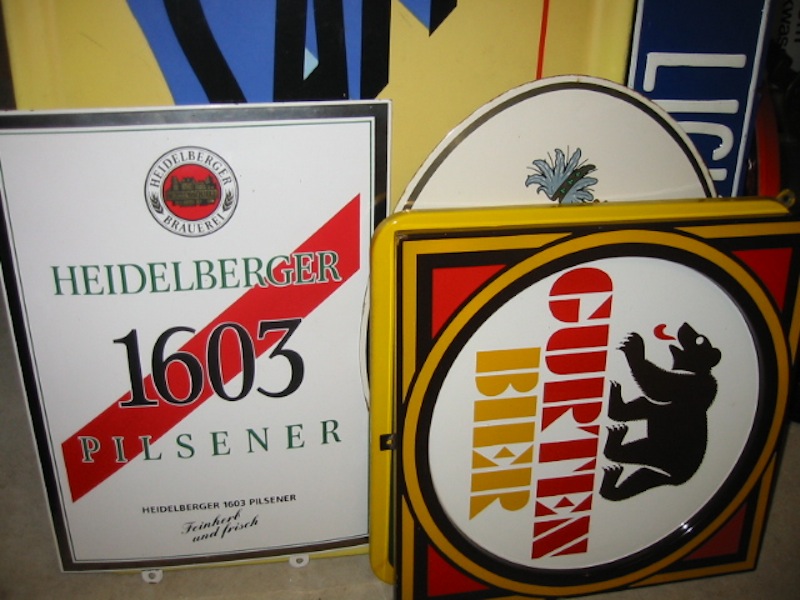 HEIDELBERGER
BRAUEREI
HEIDELBERGER
1603
PILSENER
HEIDELBERGER 1603 PILSENER
Feinherb
und frisch
GURTEN
BIER